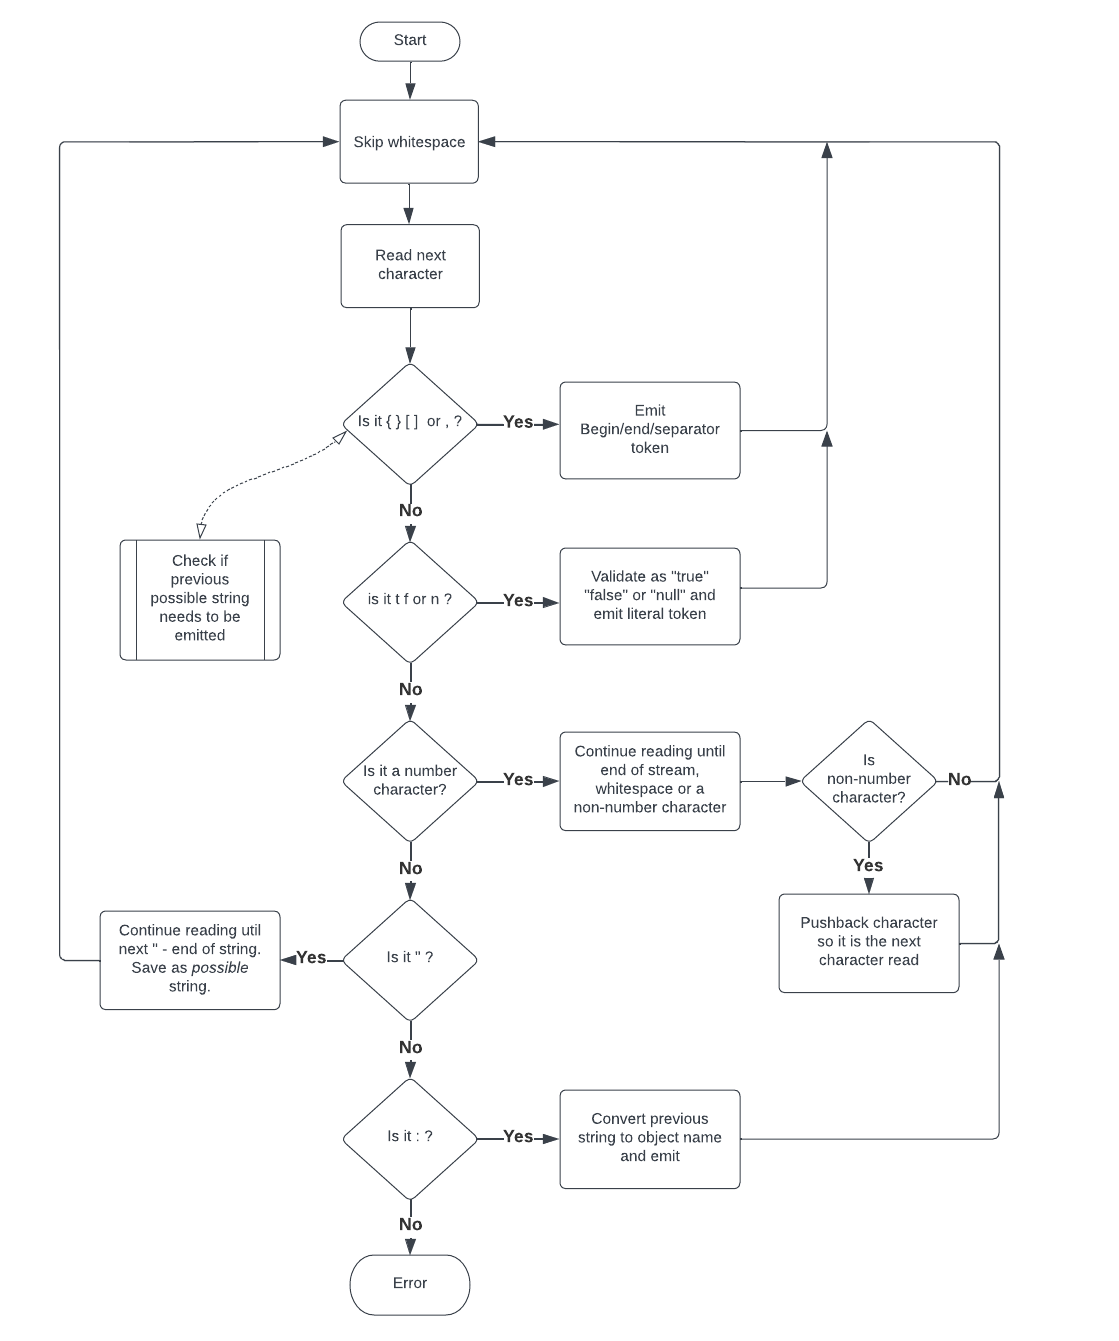 Start
Skip whitespace
Read next
character
Is it { } [ ]  or , ?
Yes
Emit
Begin/end/separator
token
No
Check if
previous
possible string
needs to be
emitted
is it t f or n ?
Yes
Validate as "true"
"false" or "null" and
emit literal token
No
Is it a number
character?
Yes
Continue reading until
end of stream,
whitespace or a
non-number character
Is
non-number
character?
No
Yes
Pushback character
so it is the next
character read
No
Is it " ?
Yes
Continue reading util
next " - end of string.
Save as possible
string.
No
Is it : ?
Yes
Convert previous
string to object name
and emit
No
Error